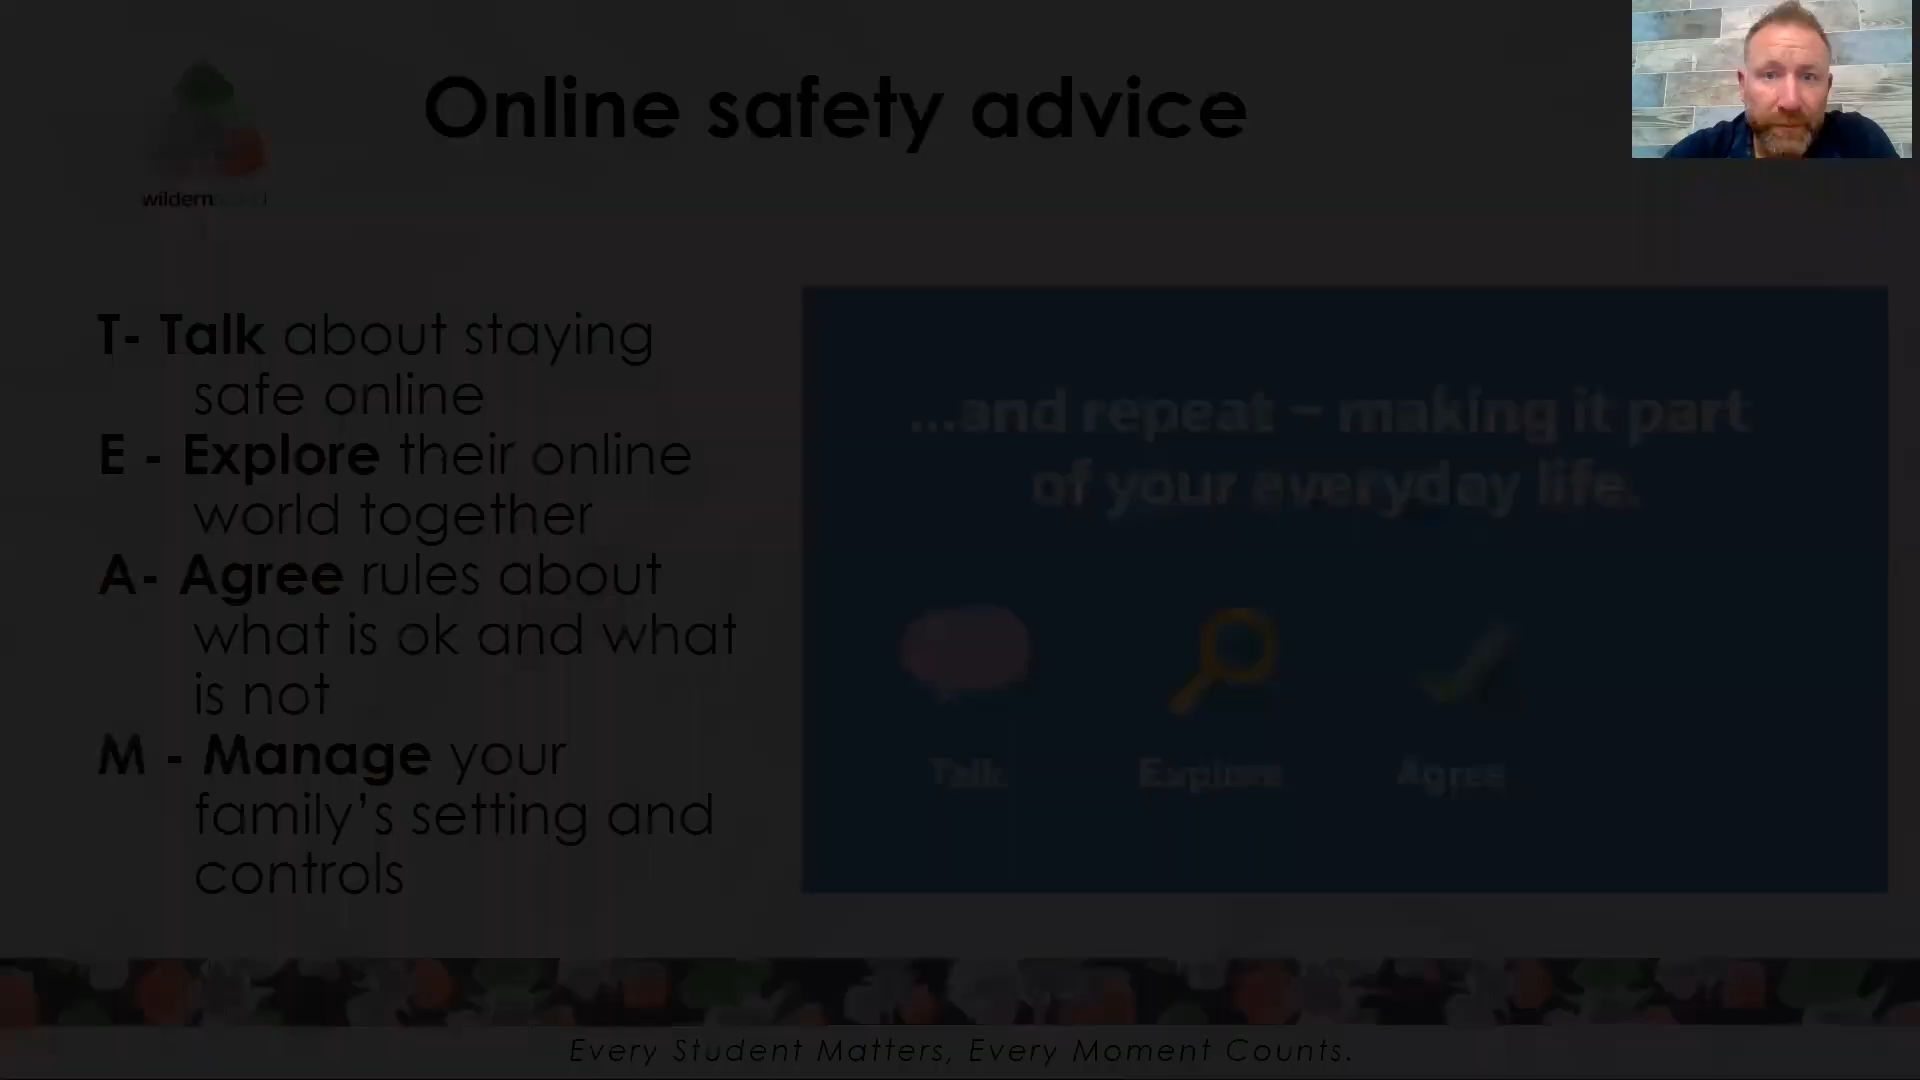 Online safety advice
wildern
T- Talk about staying
safe online
E - Explore their online
world together
A- Agree rules about
what is ok and what
is not
M - Manage your
family’s setting and
controls
...and repeat – making it part
of your everyday life.
Talk
Explore
Agree
Every Student Matters, Every Moment Counts.